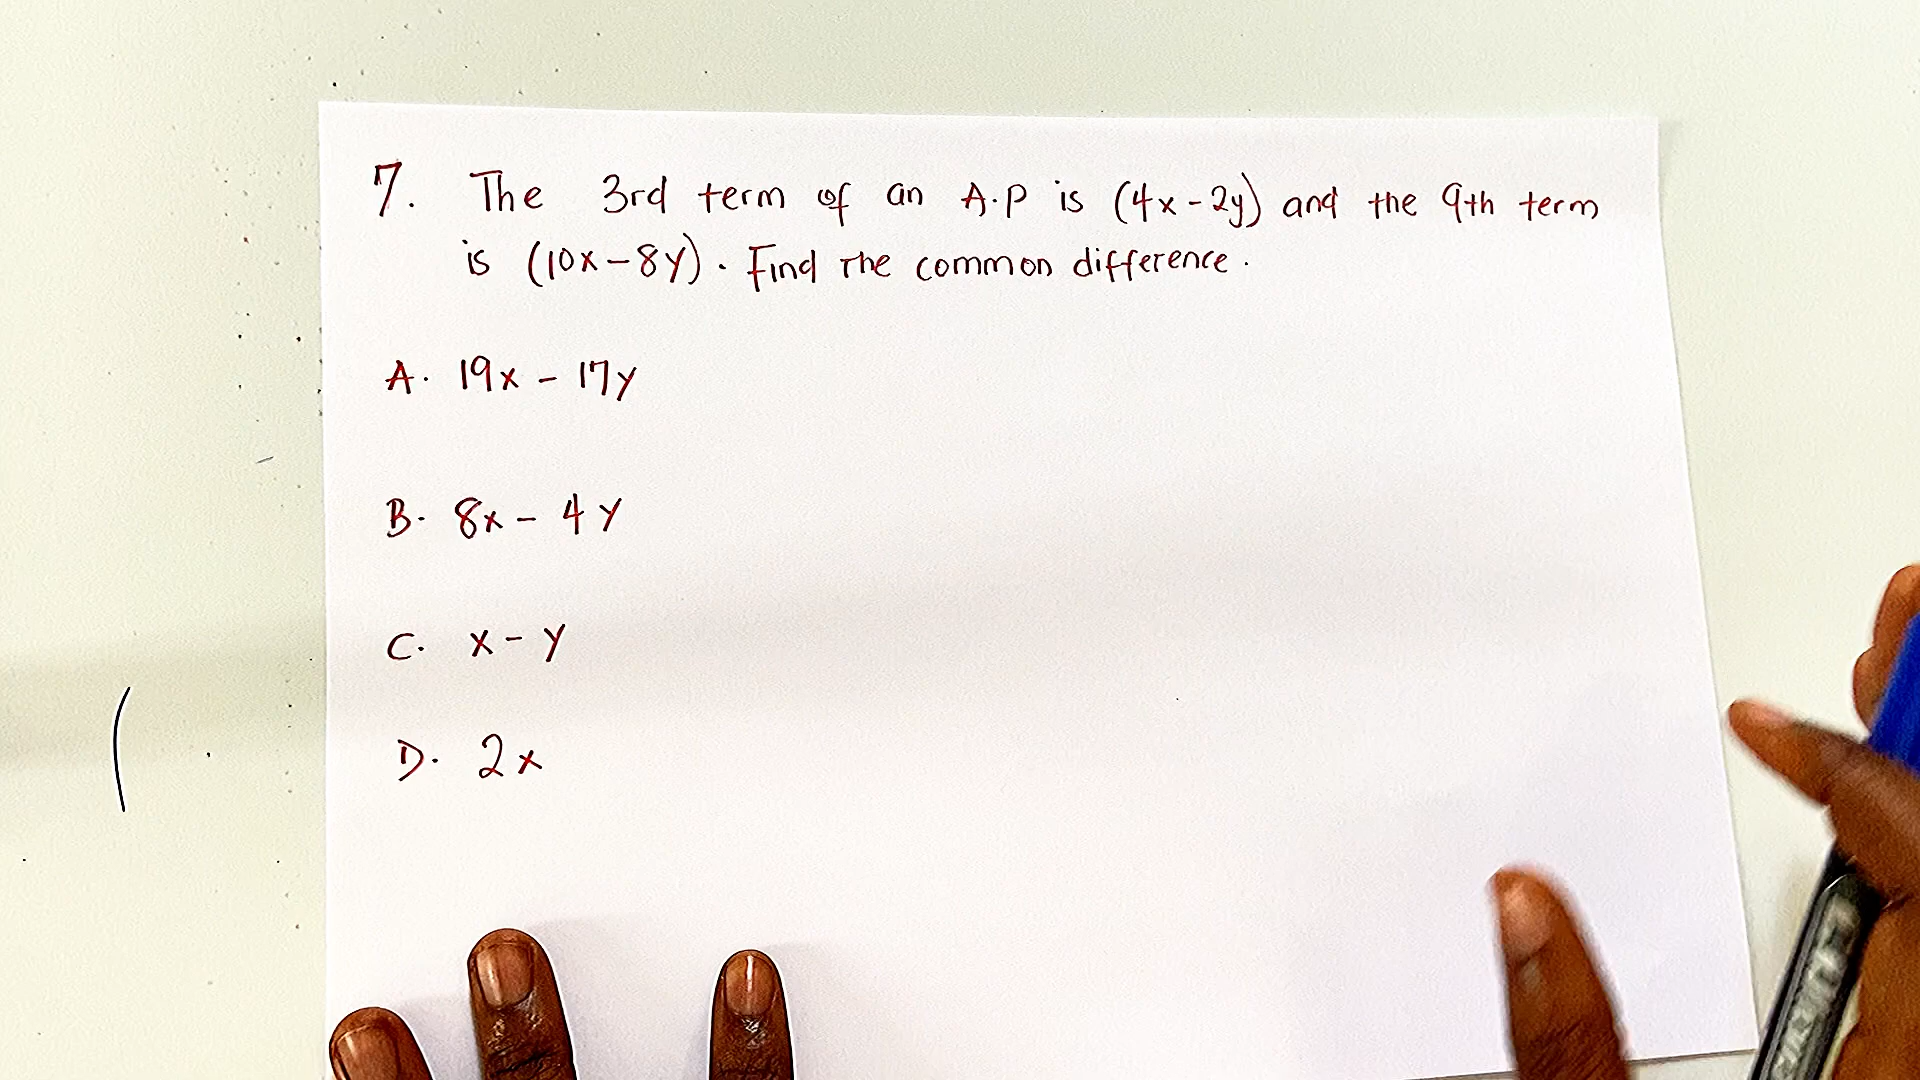 7. The 3rd term of an A.P is (4x-2y) and the 9th term
is (10x-8y). Find the common difference.
A. 19x - 17y
B. 8x - 4y
C. x - y
D. 2x